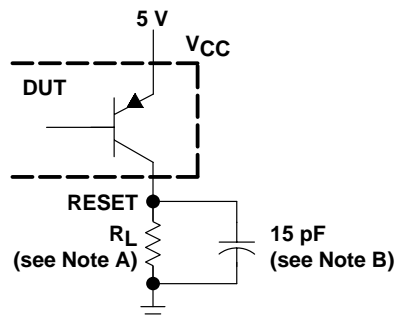 5 V
VCC
DUT
RESET
RL
(see Note A)
15 pF
(see Note B)